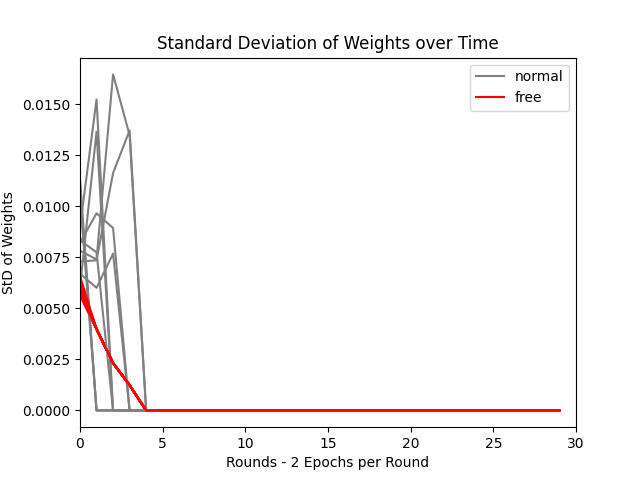 Standard Deviation of Weights over Time
normal
free
StD of Weights
0.0150
0.0125
0.0100
0.0075
0.0050
0.0025
0.0000
0 5 10 15 20 25 30
Rounds - 2 Epochs per Round